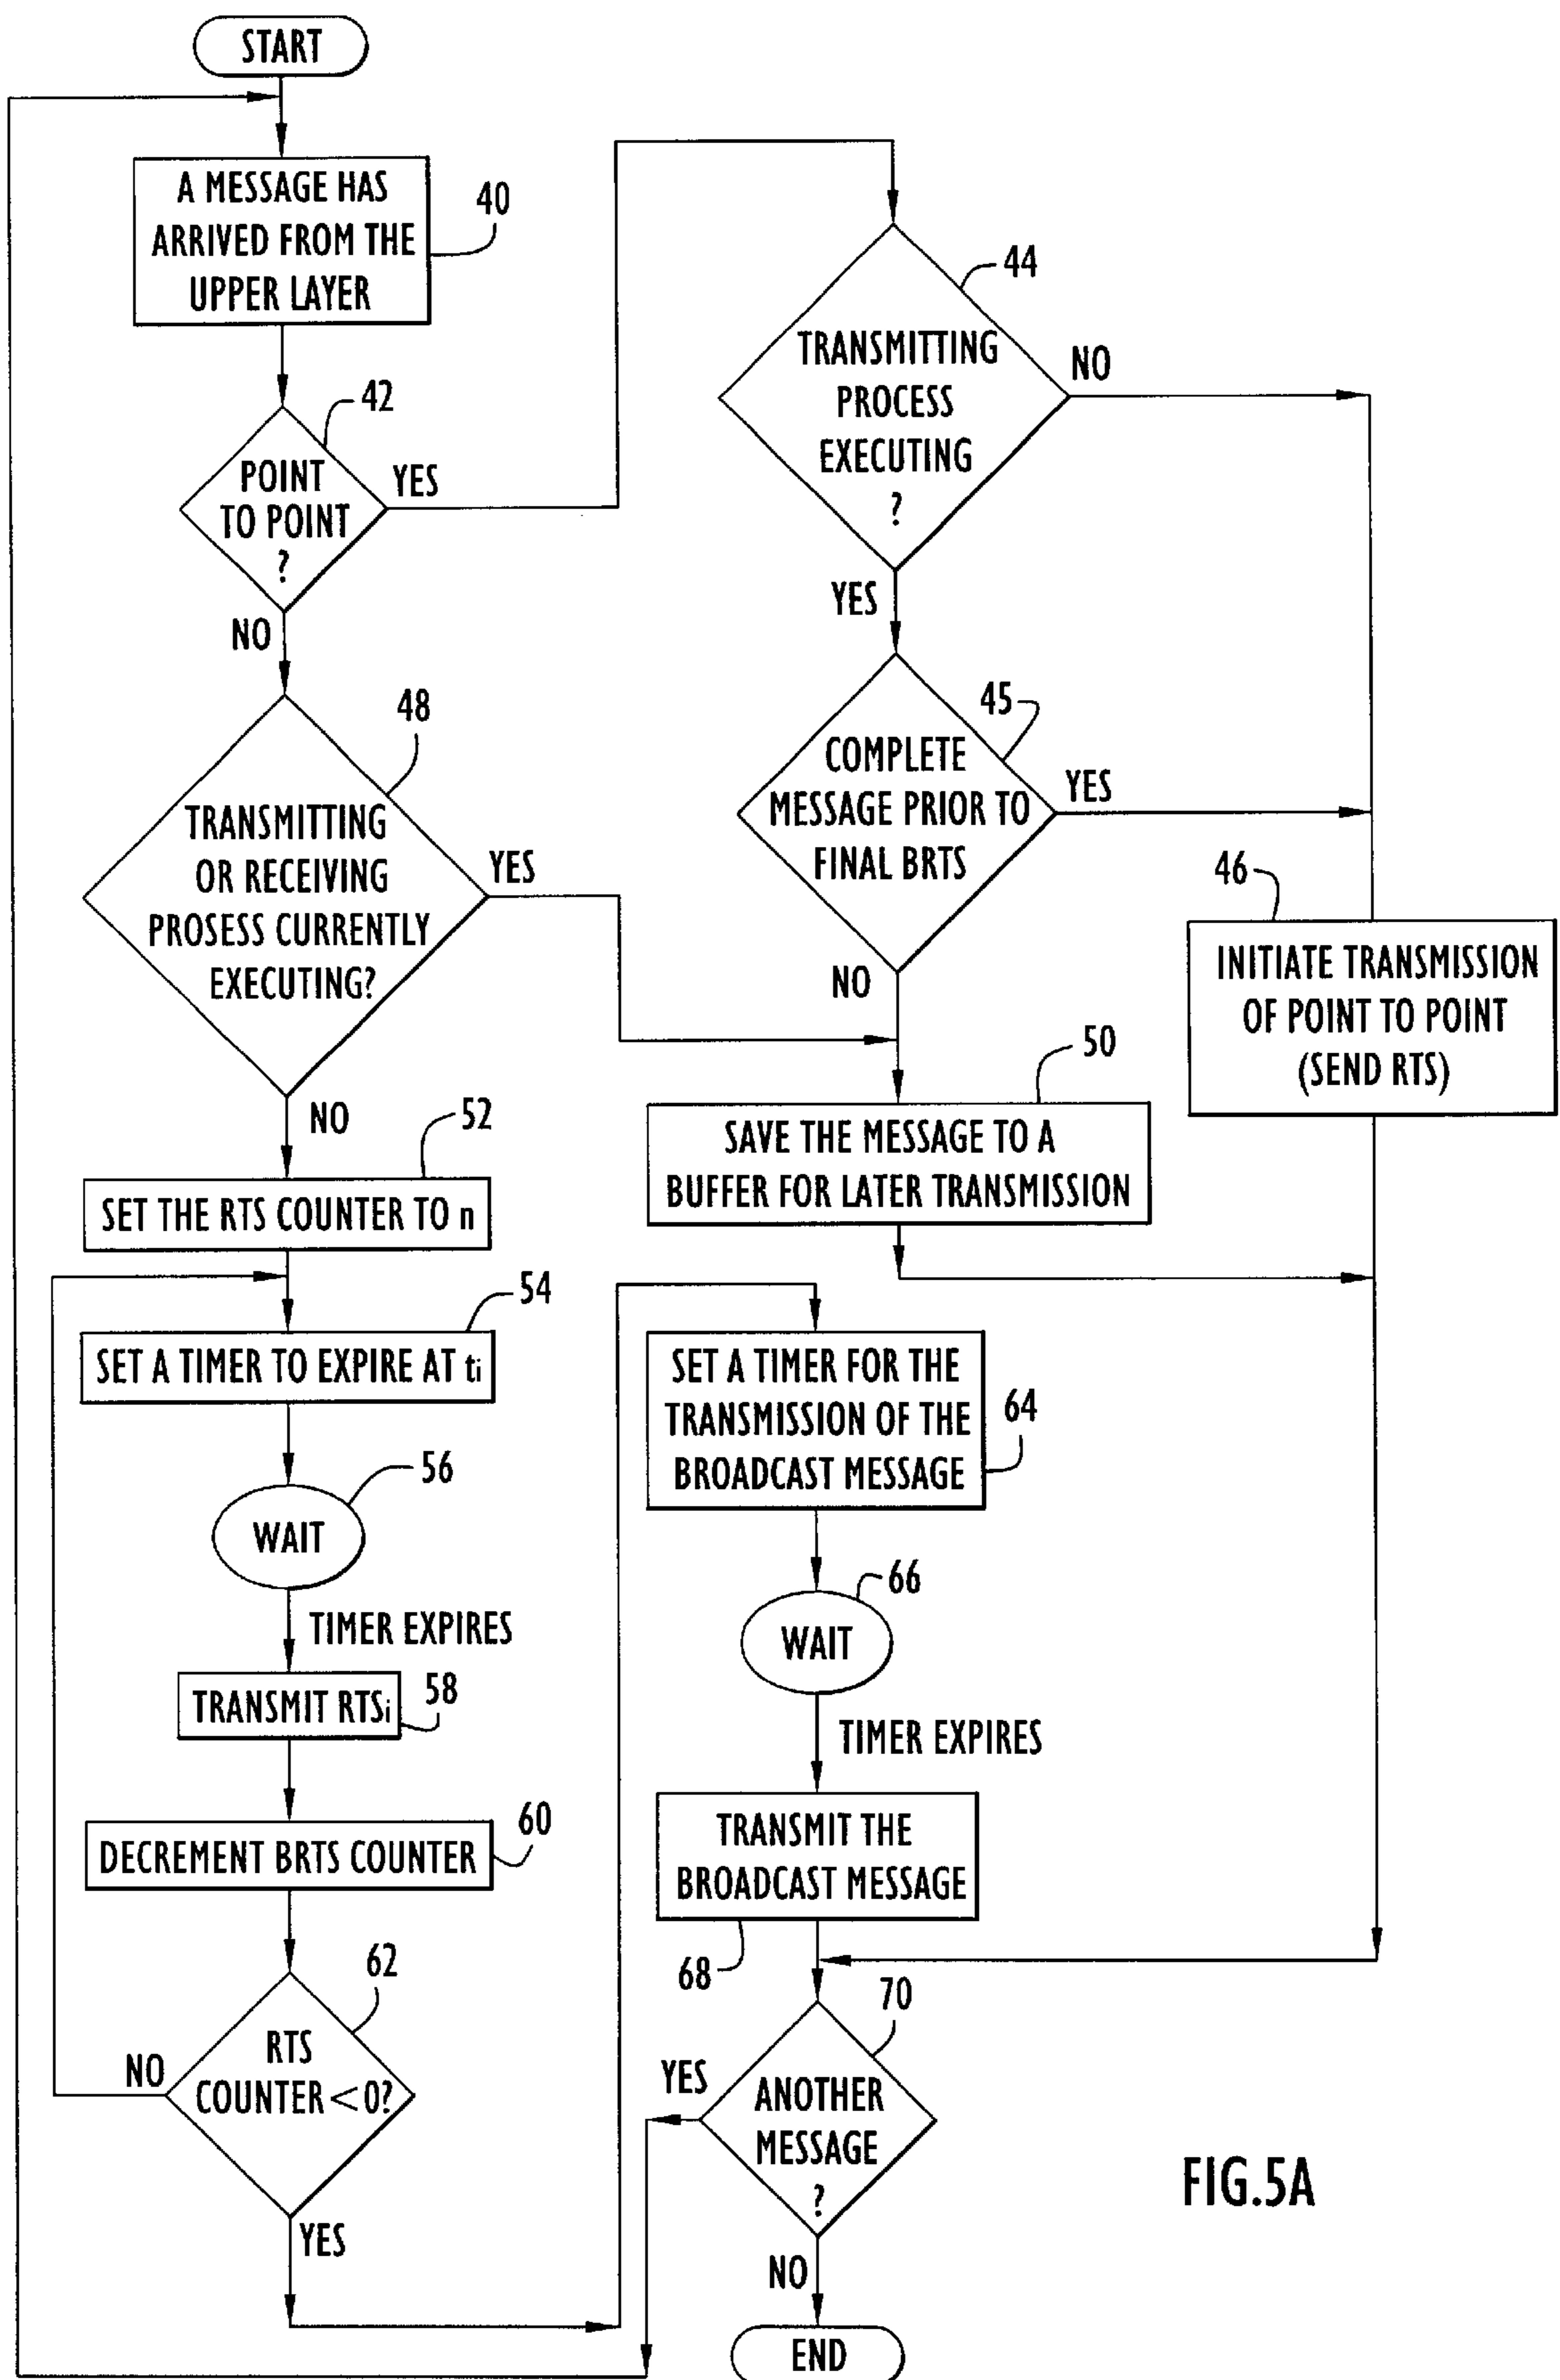 START
A MESSAGE HAS
ARRIVED FROM THE
UPPER LAYER
40
42
POINT
TO POINT
?
YES
NO
44
TRANSMITTING
PROCESS
EXECUTING
?
NO
YES
45
COMPLETE
MESSAGE PRIOR TO
FINAL BRTS
YES
NO
46
INITIATE TRANSMISSION
OF POINT TO POINT
(SEND RTS)
48
TRANSMITTING
OR RECEIVING
PROSESS CURRENTLY
EXECUTING?
YES
NO
50
SAVE THE MESSAGE TO A
BUFFER FOR LATER TRANSMISSION
52
SET THE RTS COUNTER TO n
54
SET A TIMER TO EXPIRE AT ti
56
WAIT
TIMER EXPIRES
TRANSMIT RTSi
58
60
DECREMENT BRTS COUNTER
62
RTS
COUNTER <0?
NO
YES
SET A TIMER FOR THE
TRANSMISSION OF THE
BROADCAST MESSAGE
64
66
WAIT
TIMER EXPIRES
TRANSMIT THE
BROADCAST MESSAGE
68
70
ANOTHER
MESSAGE
?
YES
NO
END
FIG.5A